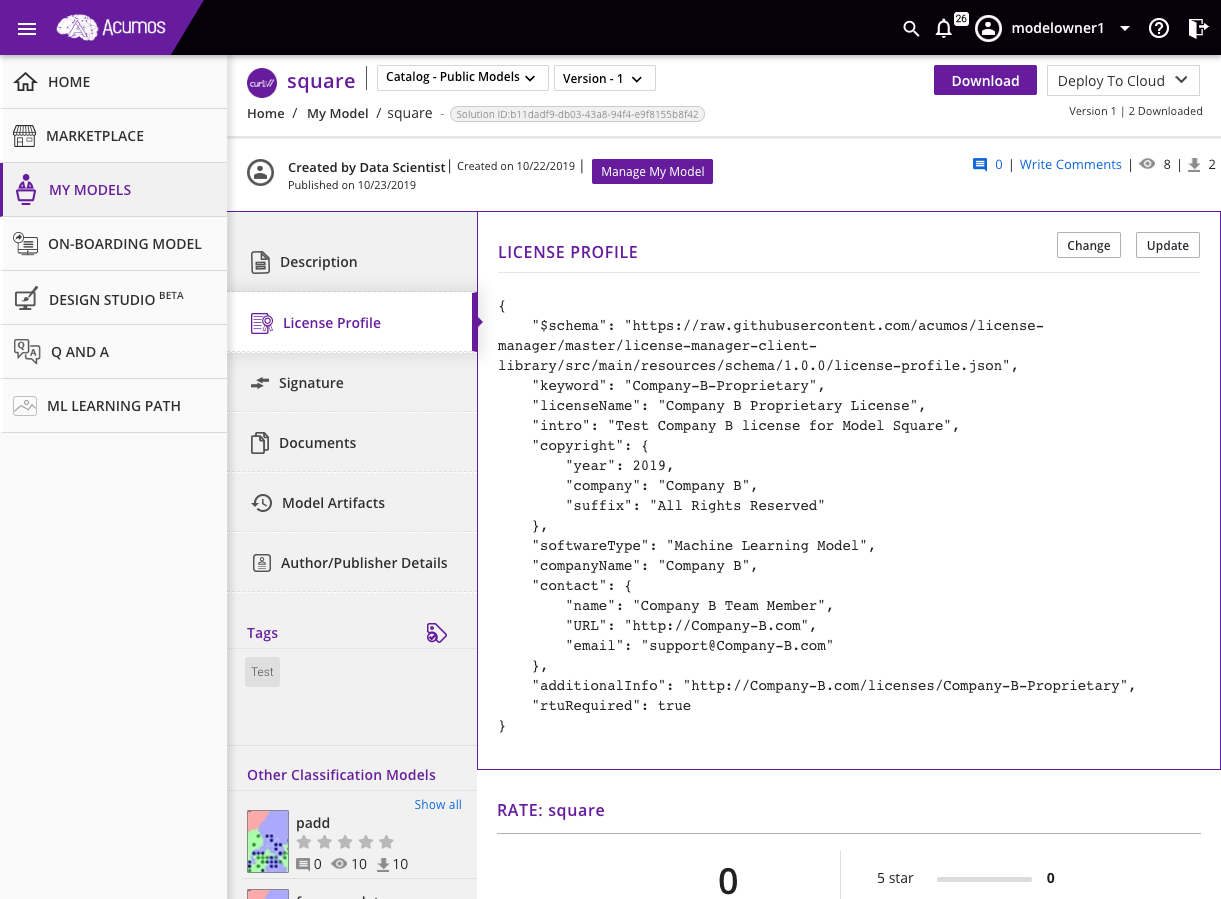 Acumos
26
modelowner1
HOME
MARKETPLACE
MY MODELS
ON-BOARDING MODEL
DESIGN STUDIO BETA
Q AND A
ML LEARNING PATH
square
Catalog - Public Models
Version - 1
Download
Deploy To Cloud
Home / My Model / square - Solution ID:b11dadf9-db03-43a8-94f4-e9f8155b8f42
Version 1 | 2 Downloaded
Created by Data Scientist | Created on 10/22/2019 |
Published on 10/23/2019
Manage My Model
0 | Write Comments | 8 | 2
Description
License Profile
Signature
Documents
Model Artifacts
Author/Publisher Details
Tags
Test
Other Classification Models
Show all
padd
0 10 10
LICENSE PROFILE
Change
Update
{
"$schema": "https://raw.githubusercontent.com/acumos/license-
manager/master/license-manager-client-
library/src/main/resources/schema/1.0.0/license-profile.json",
"keyword": "Company-B-Proprietary",
"licenseName": "Company B Proprietary License",
"intro": "Test Company B license for Model Square",
"copyright": {
"year": 2019,
"company": "Company B",
"suffix": "All Rights Reserved"
},
"softwareType": "Machine Learning Model",
"companyName": "Company B",
"contact": {
"name": "Company B Team Member",
"URL": "http://Company-B.com",
"email": "support@Company-B.com"
},
"additionalInfo": "http://Company-B.com/licenses/Company-B-Proprietary",
"rtuRequired": true
}
RATE: square
0
5 star 0